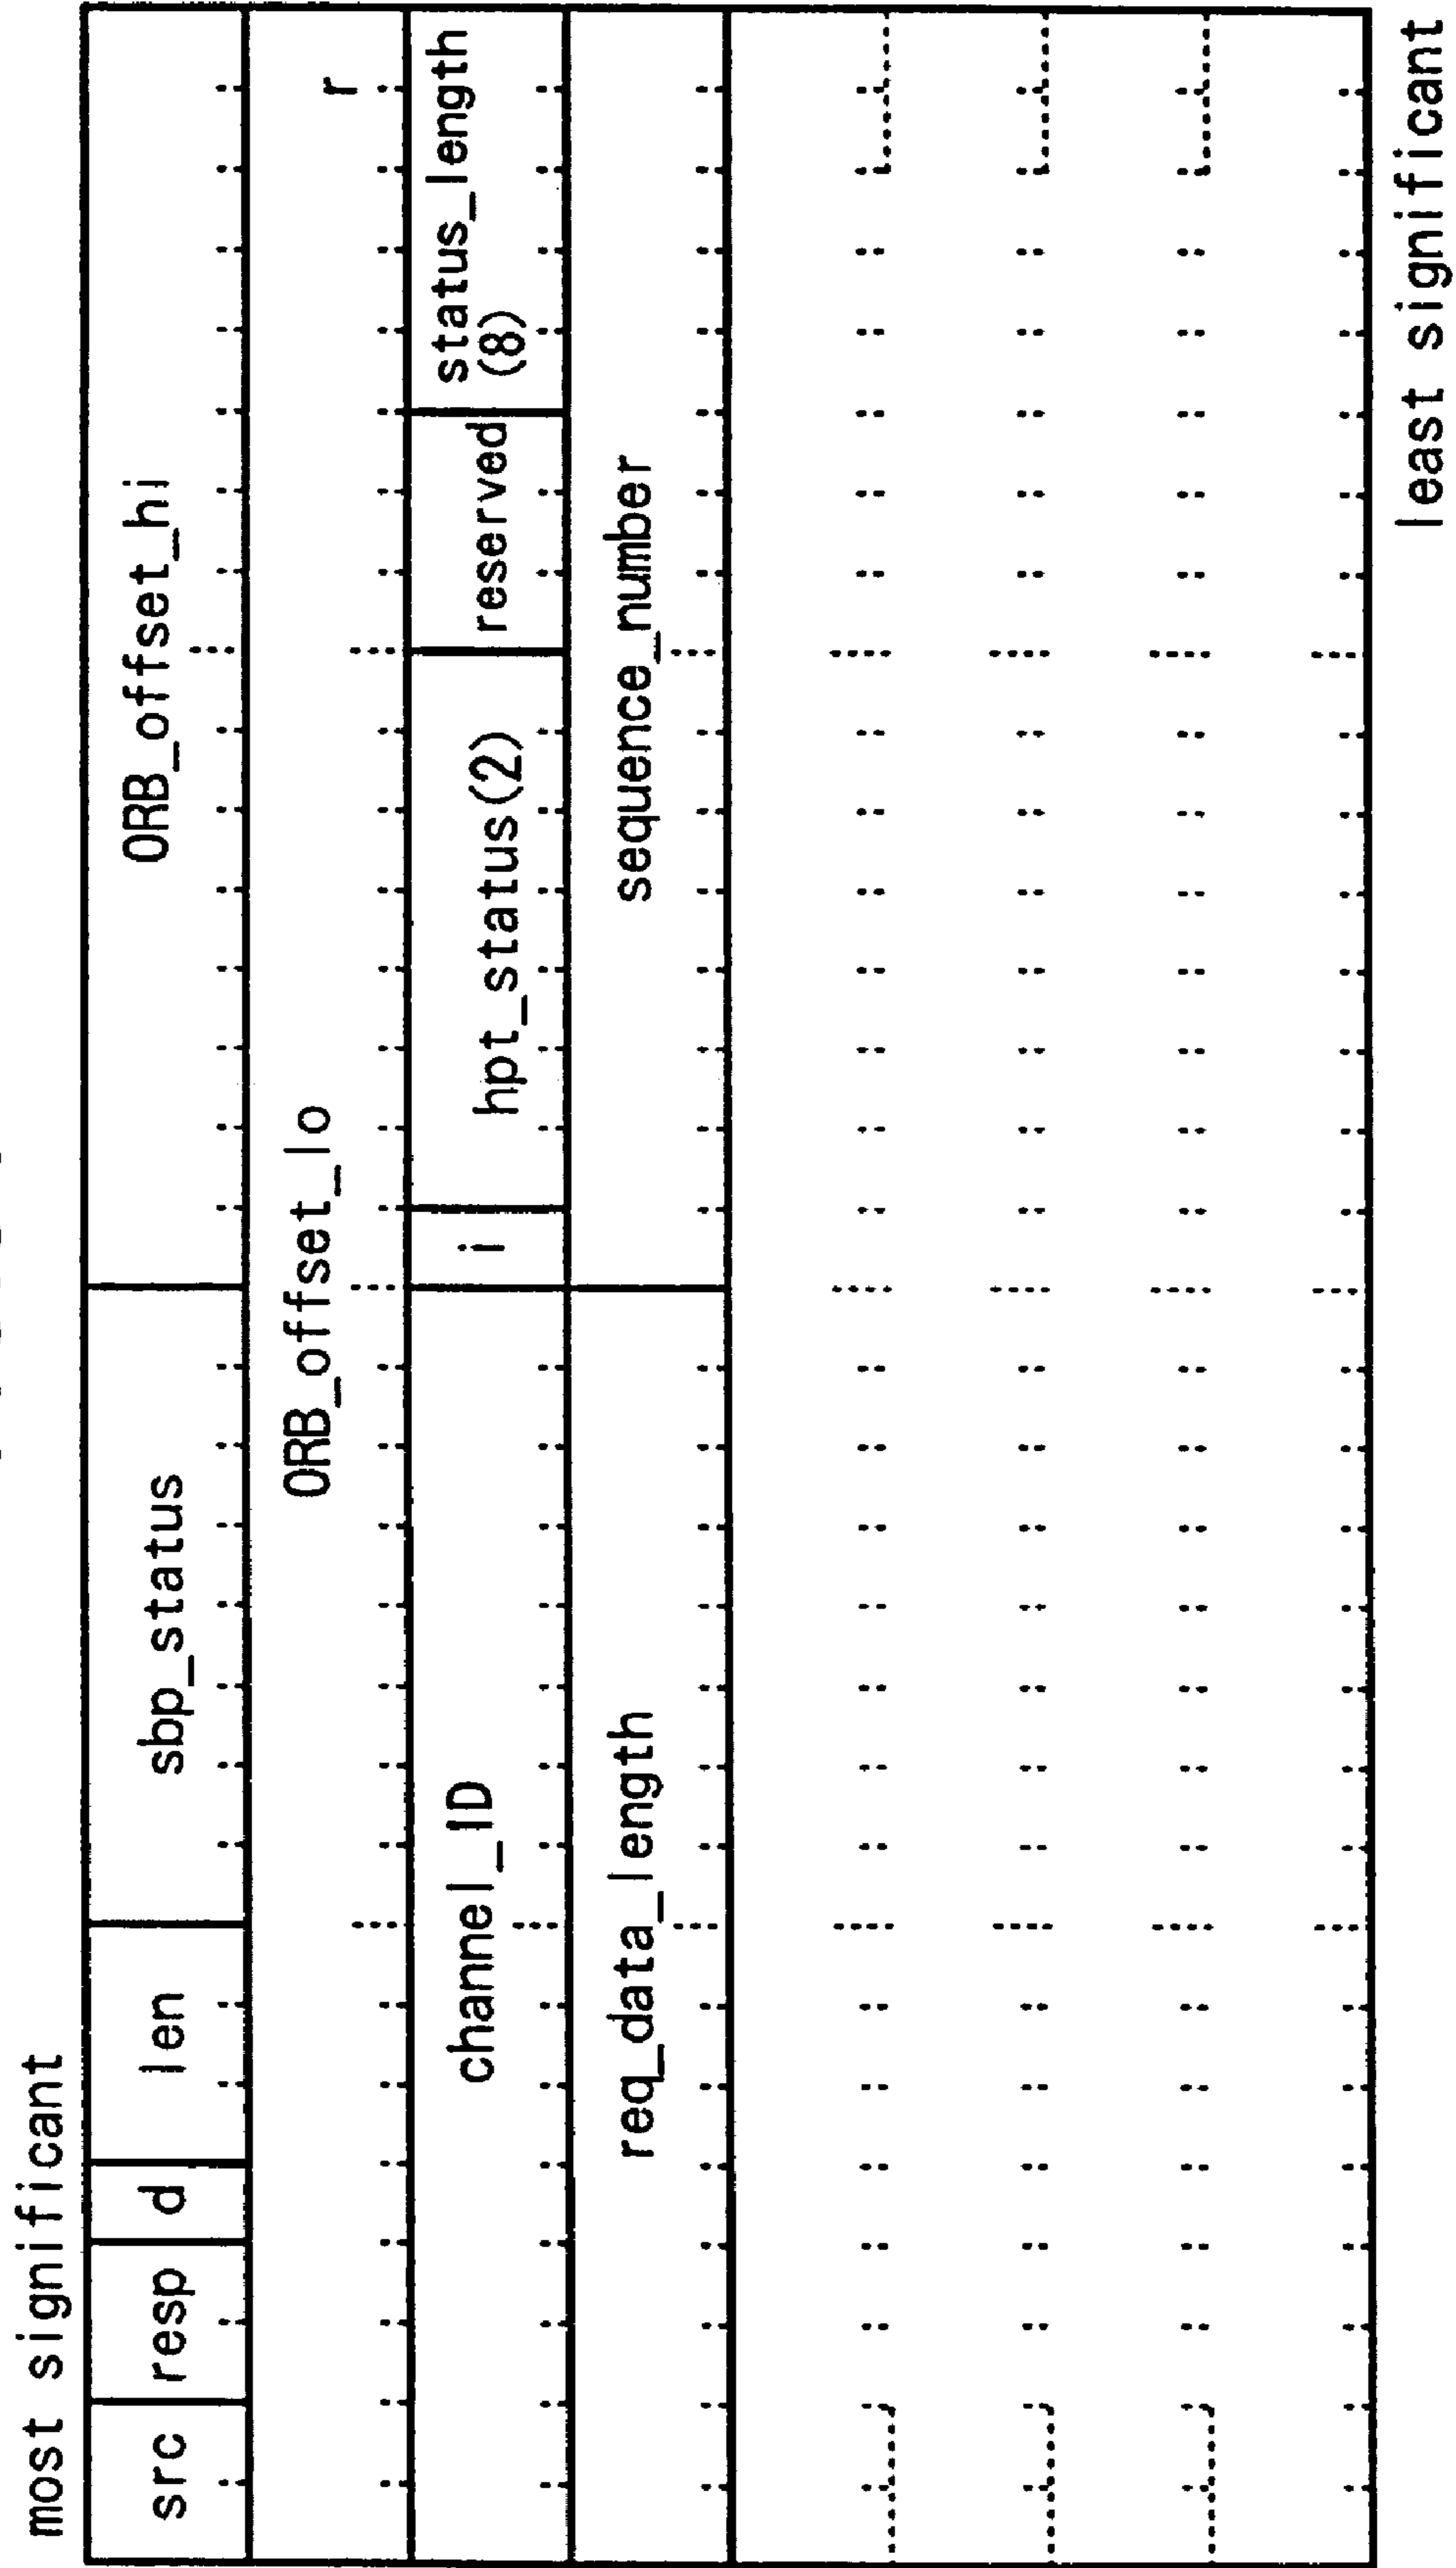 most significant
src resp d len sbp_status ORB_offset_hi
ORB_offset_lo
r
channel_ID i hpt_status(2) reserved status_length
(8)
req_data_length sequence_number
least significant